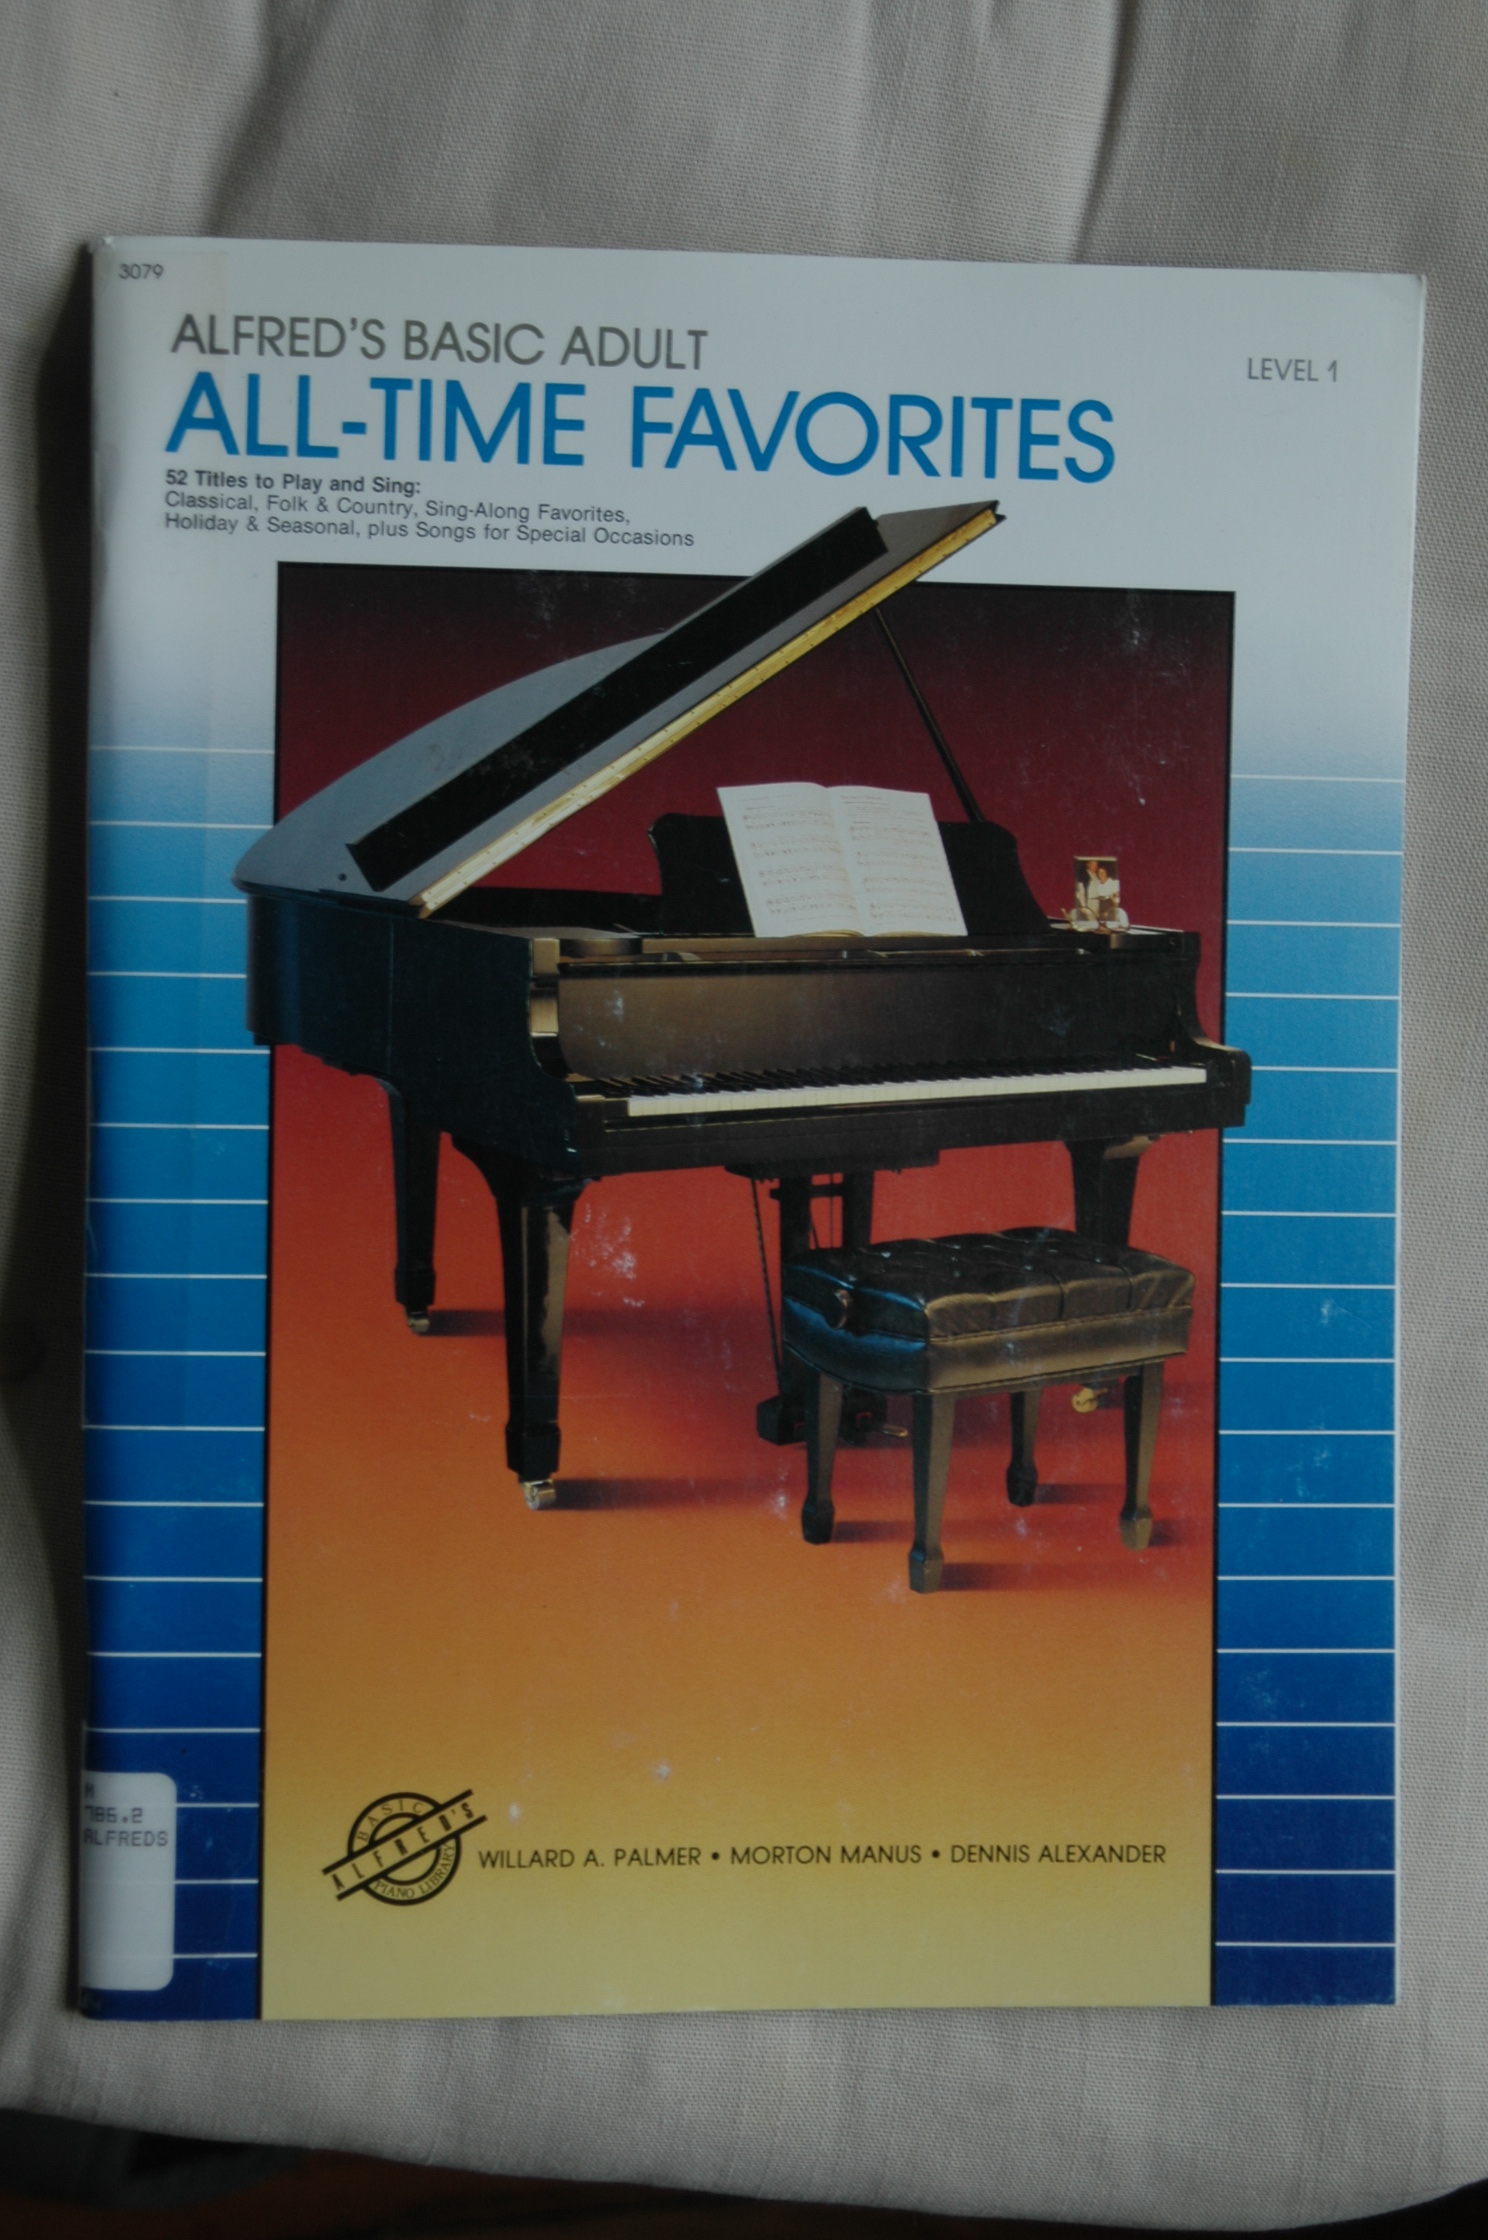 3079
ALFRED'S BASIC ADULT
LEVEL 1
ALL-TIME FAVORITES
52 Titles to Play and Sing:
Classical, Folk & Country, Sing-Along Favorites,
Holiday & Seasonal, plus Songs for Special Occasions
M
786.2
ALFREDS
BASIC
ALFRED'S
PIANO LIBRARY
WILLARD A. PALMER • MORTON MANUS • DENNIS ALEXANDER